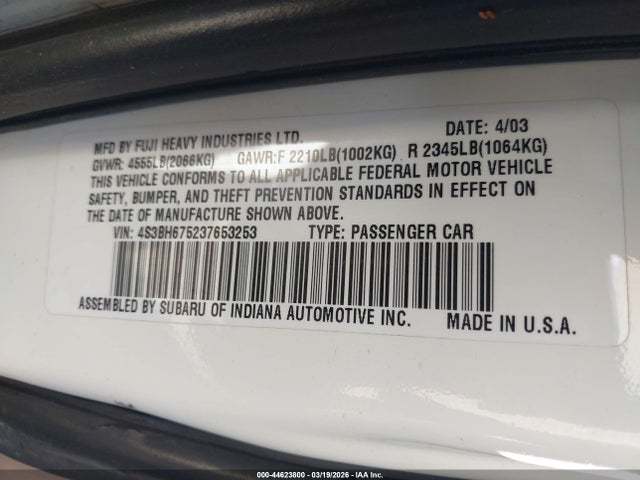 MFD BY FUJI HEAVY INDUSTRIES LTD. DATE: 4/03
GVWR: 4555LB(2066KG) GAWR:F 2210LB(1002KG) R 2345LB(1064KG)
THIS VEHICLE CONFORMS TO ALL APPLICABLE FEDERAL MOTOR VEHICLE
SAFETY, BUMPER, AND THEFT PREVENTION STANDARDS IN EFFECT ON
THE DATE OF MANUFACTURE SHOWN ABOVE.
VIN: 4S3BH675237653253 TYPE: PASSENGER CAR
ASSEMBLED BY SUBARU OF INDIANA AUTOMOTIVE INC. MADE IN U.S.A.
000-44623800 - 03/19/2026 - IAA Inc.